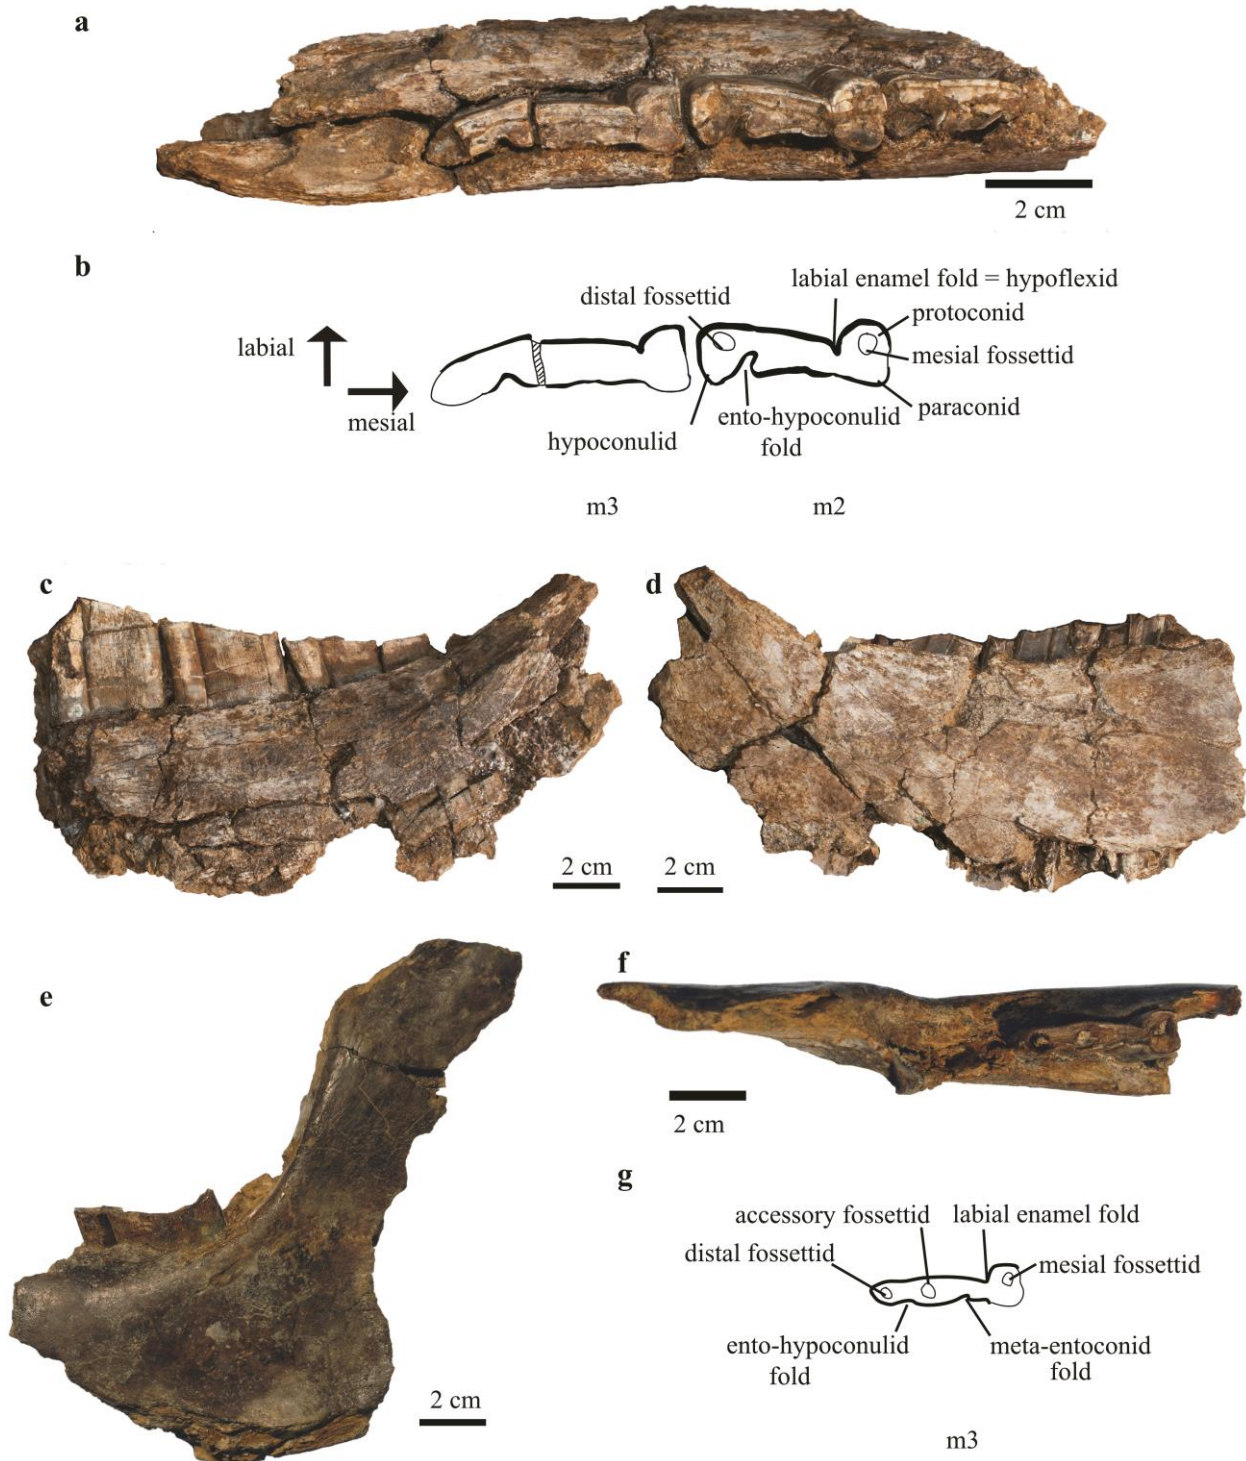 a
2 cm
b
labial enamel fold = hypoflexid
distal fossettid
protoconid
labial
mesial fossettid
mesial
paraconid
hypoconulid
ento-hypoconulid
fold
m3
m2
c
d
2 cm
2 cm
e
f
2 cm
g
accessory fossettid
labial enamel fold
distal fossettid
mesial fossettid
ento-hypoconulid
fold
meta-entoconid
fold
2 cm
m3